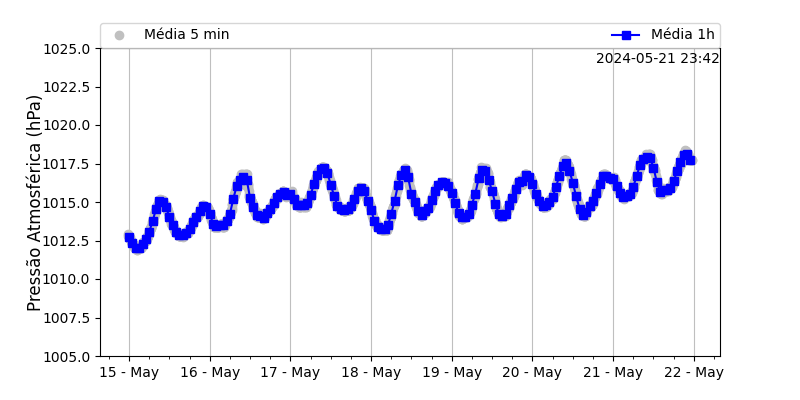 Média 5 min
Média 1h
2024-05-21 23:42
Pressão Atmosférica (hPa)
1025.0
1022.5
1020.0
1017.5
1015.0
1012.5
1010.0
1007.5
1005.0
15 - May
16 - May
17 - May
18 - May
19 - May
20 - May
21 - May
22 - May